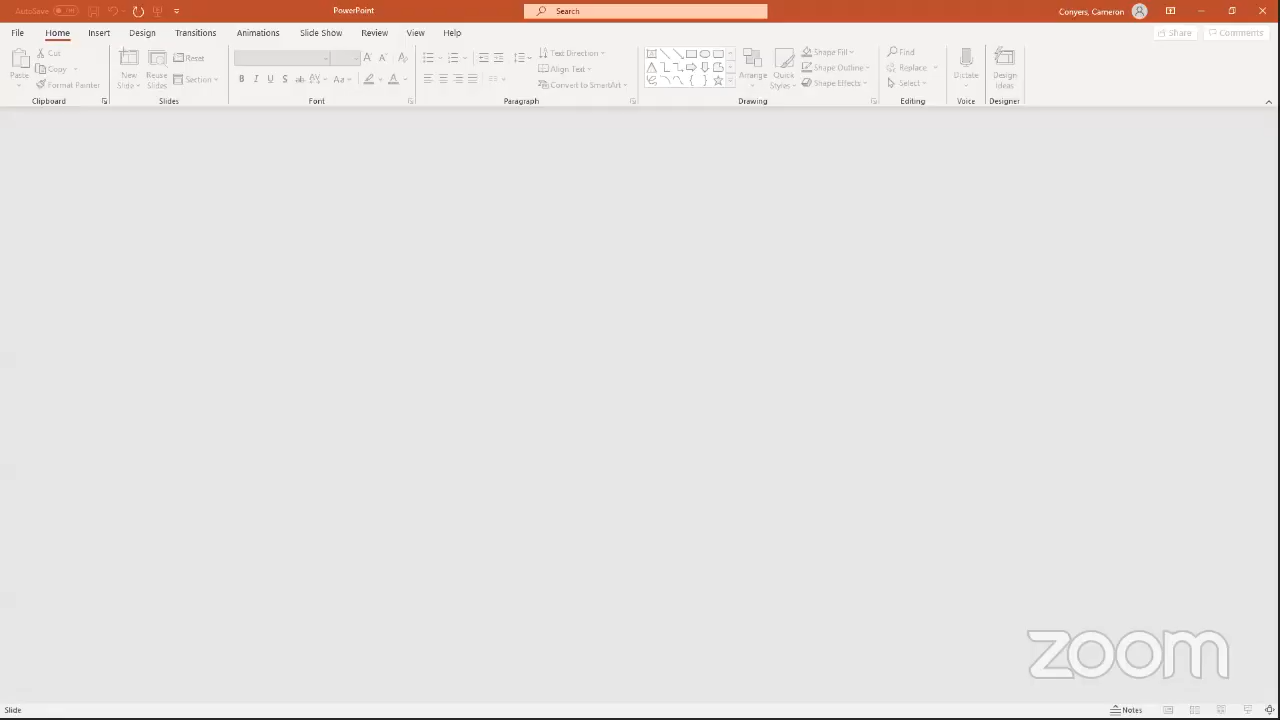 AutoSave Off PowerPoint Search Conyers, Cameron
File Home Insert Design Transitions Animations Slide Show Review View Help Share Comments
Paste Cut Copy Format Painter Clipboard
New Slide Reuse Slides Reset Section Slides
B I U S ab AV Aa A Font
Text Direction Align Text Convert to SmartArt Paragraph
Arrange Quick Styles Shape Fill Shape Outline Shape Effects Drawing
Find Replace Select Editing
Dictate Voice
Design Ideas Designer
zoom
Slide Notes